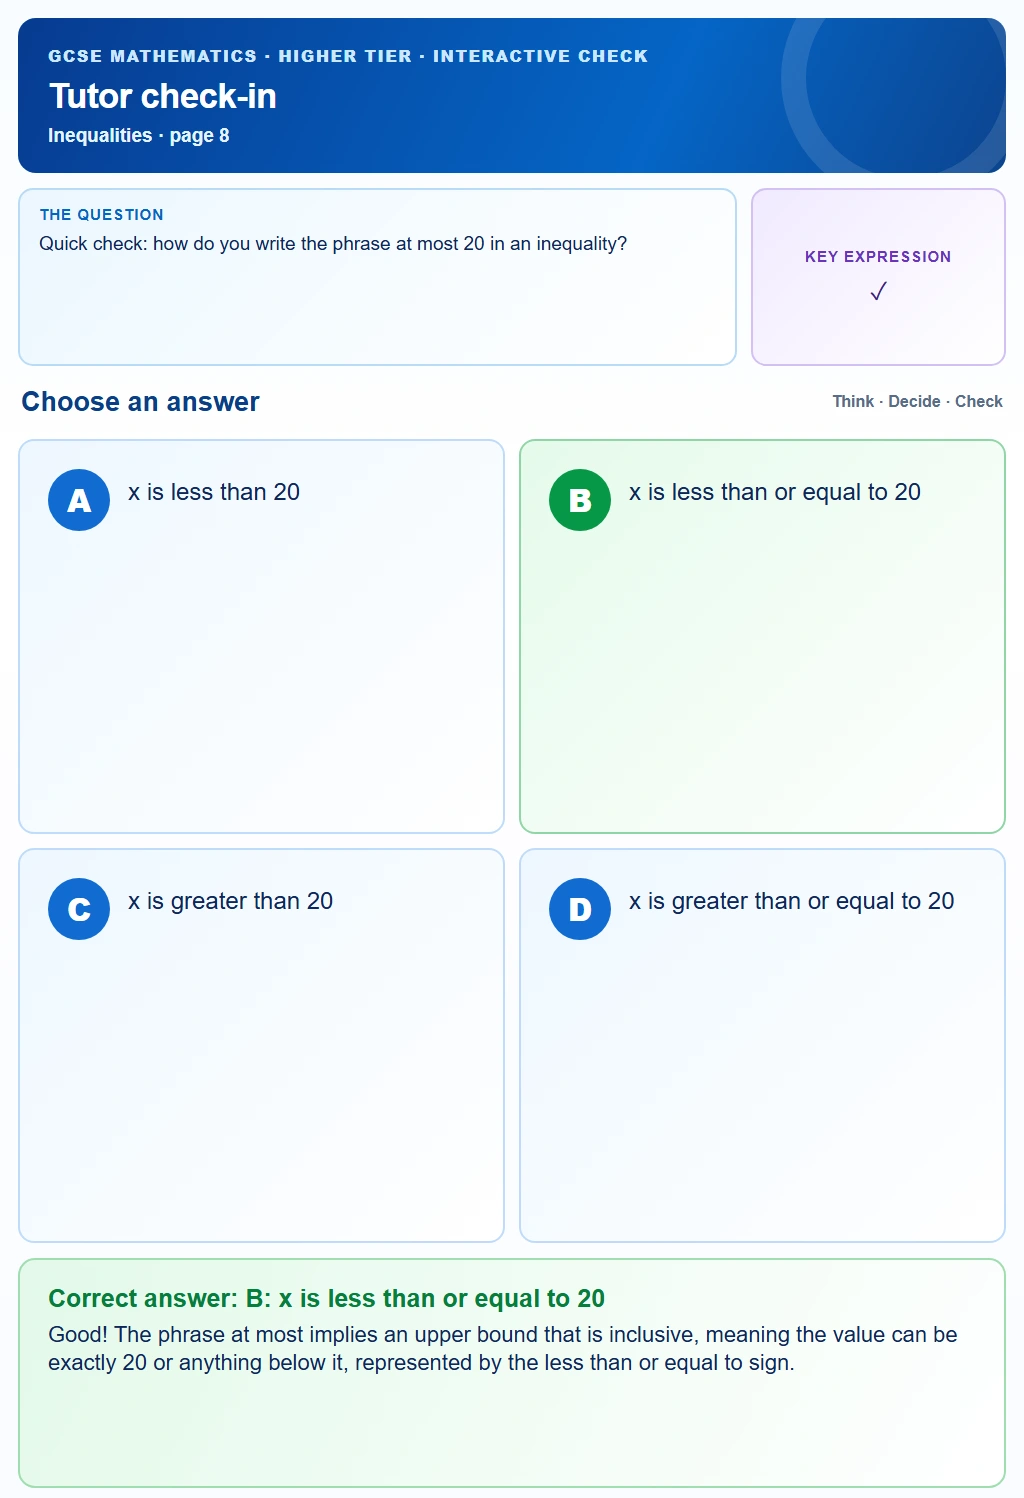 GCSE MATHEMATICS · HIGHER TIER · INTERACTIVE CHECK
Tutor check-in
Inequalities · page 8
THE QUESTION
Quick check: how do you write the phrase at most 20 in an inequality?
KEY EXPRESSION
✓
Choose an answer
Think · Decide · Check
A
x is less than 20
B
x is less than or equal to 20
C
x is greater than 20
D
x is greater than or equal to 20
Correct answer: B: x is less than or equal to 20
Good! The phrase at most implies an upper bound that is inclusive, meaning the value can be
exactly 20 or anything below it, represented by the less than or equal to sign.